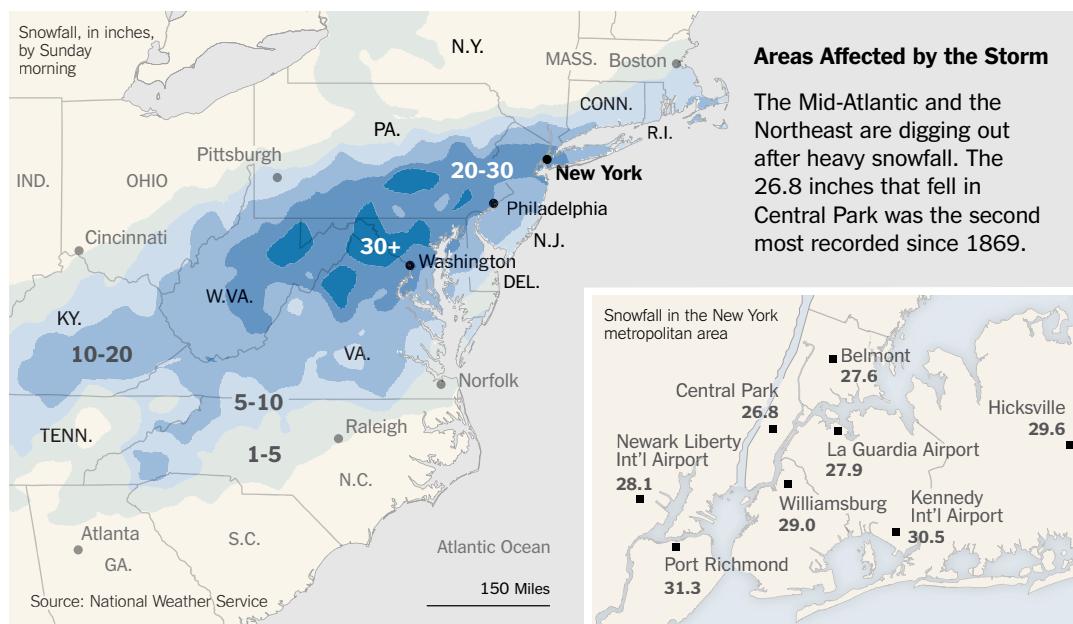 Snowfall, in inches,
by Sunday
morning
N.Y.
MASS.
Boston
CONN.
R.I.
PA.
Pittsburgh
20-30
New York
IND.
OHIO
Philadelphia
N.J.
Cincinnati
30+
Washington
DEL.
W.VA.
KY.
10-20
VA.
Norfolk
5-10
TENN.
Raleigh
1-5
N.C.
Atlanta
S.C.
GA.
Atlantic Ocean
150 Miles
Source: National Weather Service
Areas Affected by the Storm
The Mid-Atlantic and the
Northeast are digging out
after heavy snowfall. The
26.8 inches that fell in
Central Park was the second
most recorded since 1869.
Snowfall in the New York
metropolitan area
Belmont
27.6
Central Park
26.8
Hicksville
29.6
Newark Liberty
Int’l Airport
28.1
La Guardia Airport
27.9
Williamsburg
29.0
Kennedy
Int’l Airport
30.5
Port Richmond
31.3